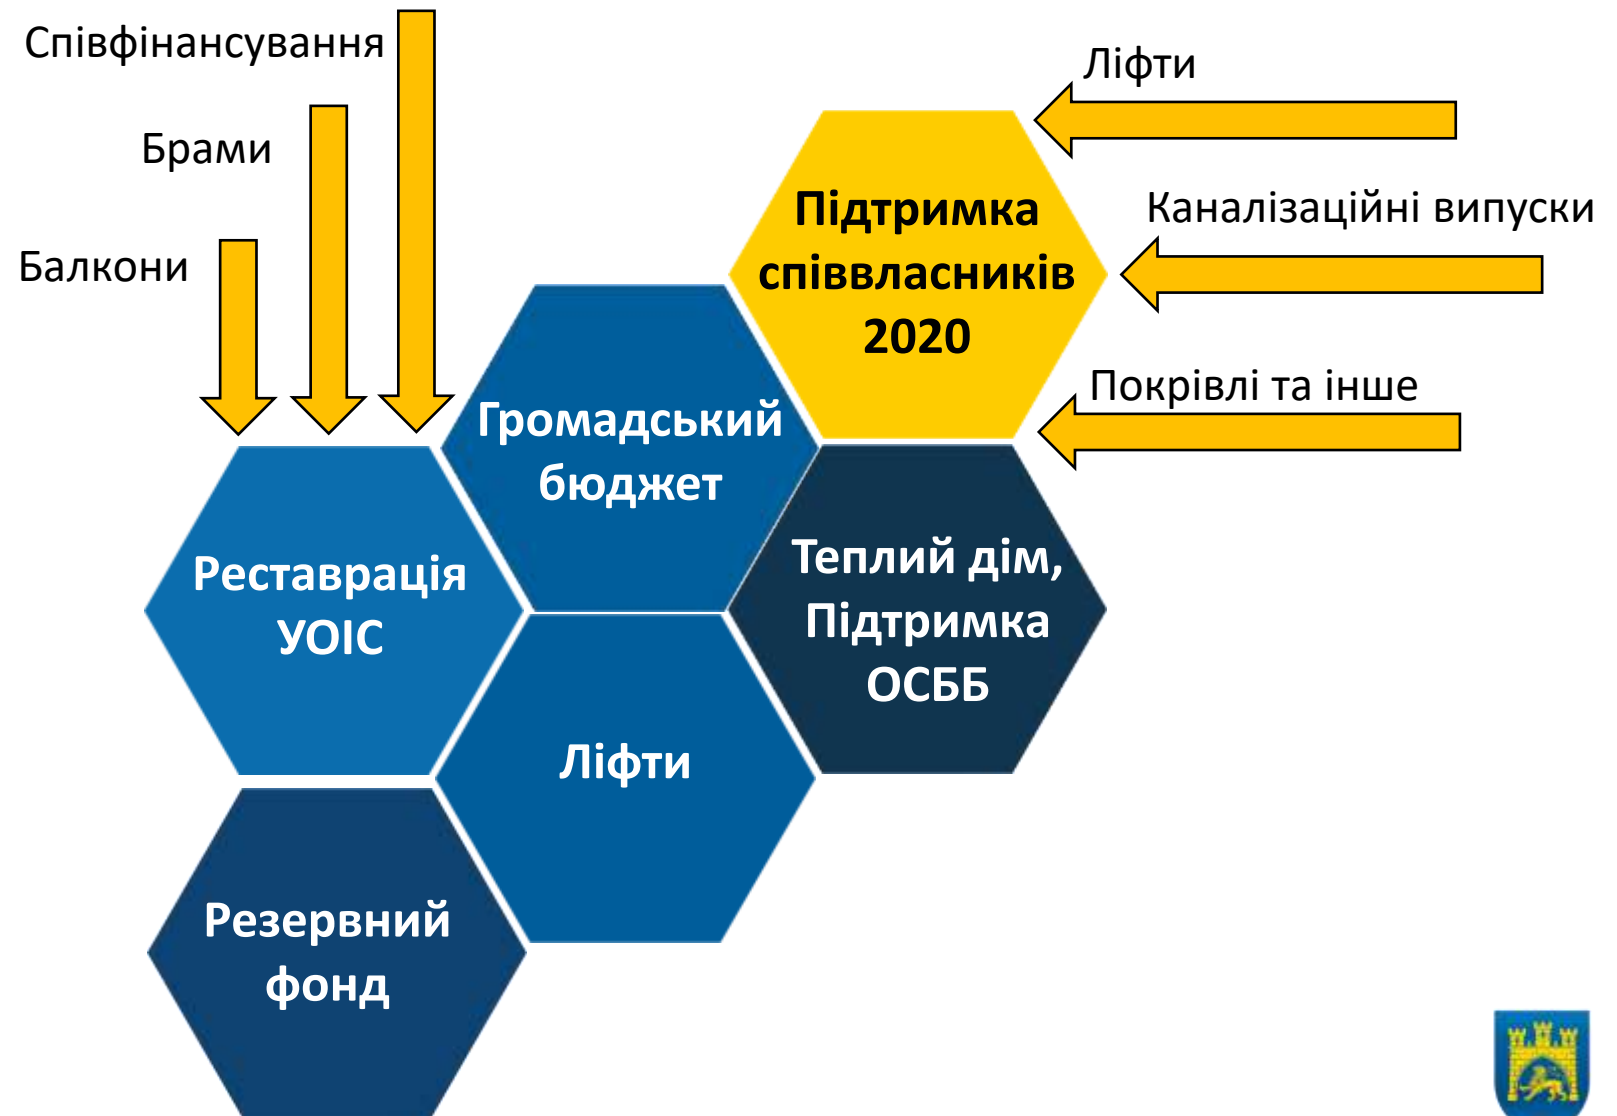 Співфінансування
Брами
Балкони
Ліфти
Каналізаційні випуски
Покрівлі та інше
Підтримка
співвласників
2020
Громадський
бюджет
Реставрація
УОІС
Теплий дім,
Підтримка
ОСББ
Ліфти
Резервний
фонд